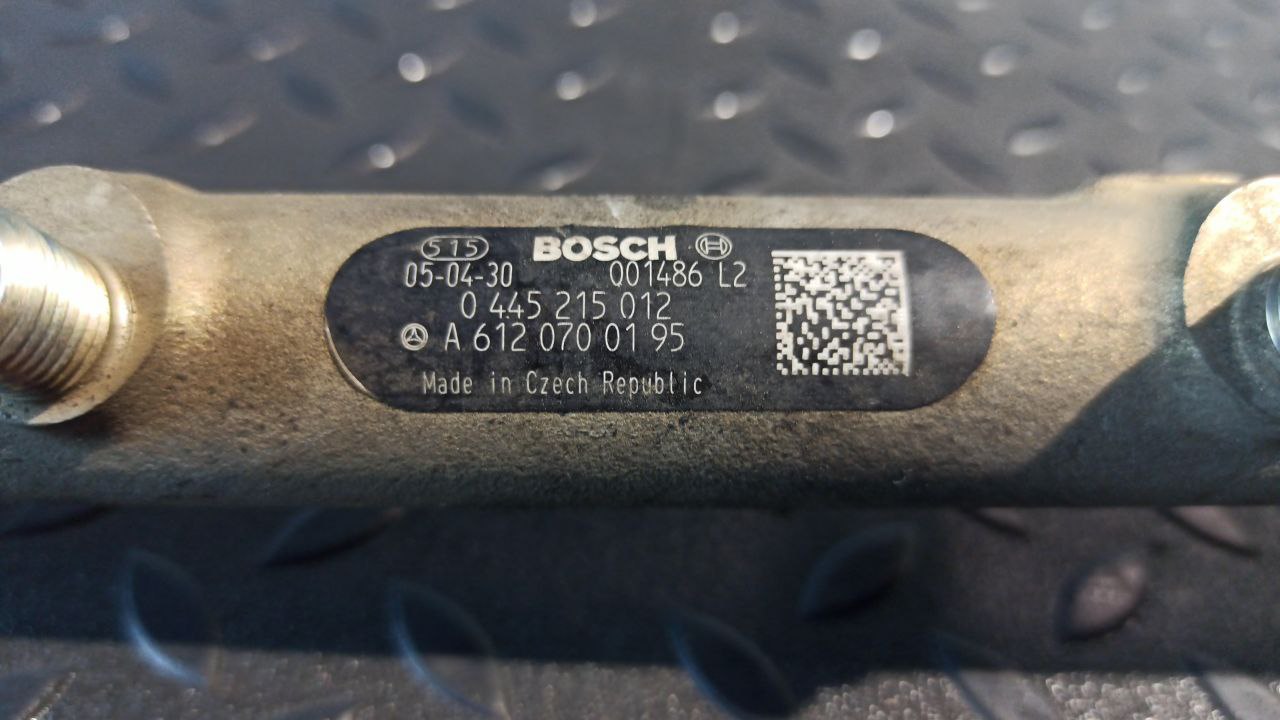 515 BOSCH
05-04-30 001486 L2
0 445 215 012
A 612 070 01 95
Made in Czech Republic